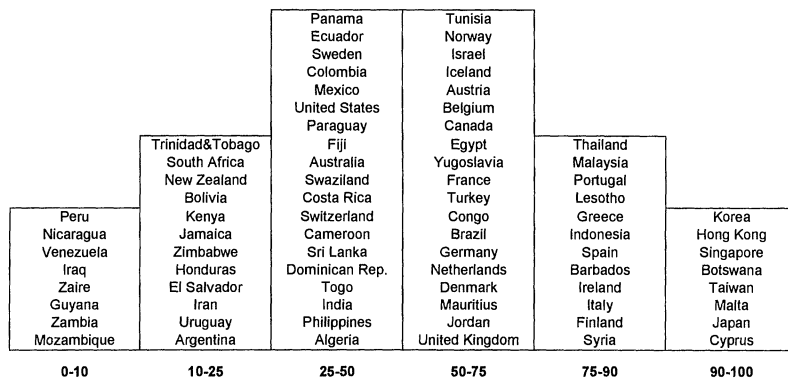 Peru
Nicaragua
Venezuela
Iraq
Zaire
Guyana
Zambia
Mozambique
Trinidad&Tobago
South Africa
New Zealand
Bolivia
Kenya
Jamaica
Zimbabwe
Honduras
El Salvador
Iran
Uruguay
Argentina
Panama
Ecuador
Sweden
Colombia
Mexico
United States
Paraguay
Fiji
Australia
Swaziland
Costa Rica
Switzerland
Cameroon
Sri Lanka
Dominican Rep.
Togo
India
Philippines
Algeria
Tunisia
Norway
Israel
Iceland
Austria
Belgium
Canada
Egypt
Yugoslavia
France
Turkey
Congo
Brazil
Germany
Netherlands
Denmark
Mauritius
Jordan
United Kingdom
Thailand
Malaysia
Portugal
Lesotho
Greece
Indonesia
Spain
Barbados
Ireland
Italy
Finland
Syria
Korea
Hong Kong
Singapore
Botswana
Taiwan
Malta
Japan
Cyprus
0-10 10-25 25-50 50-75 75-90 90-100